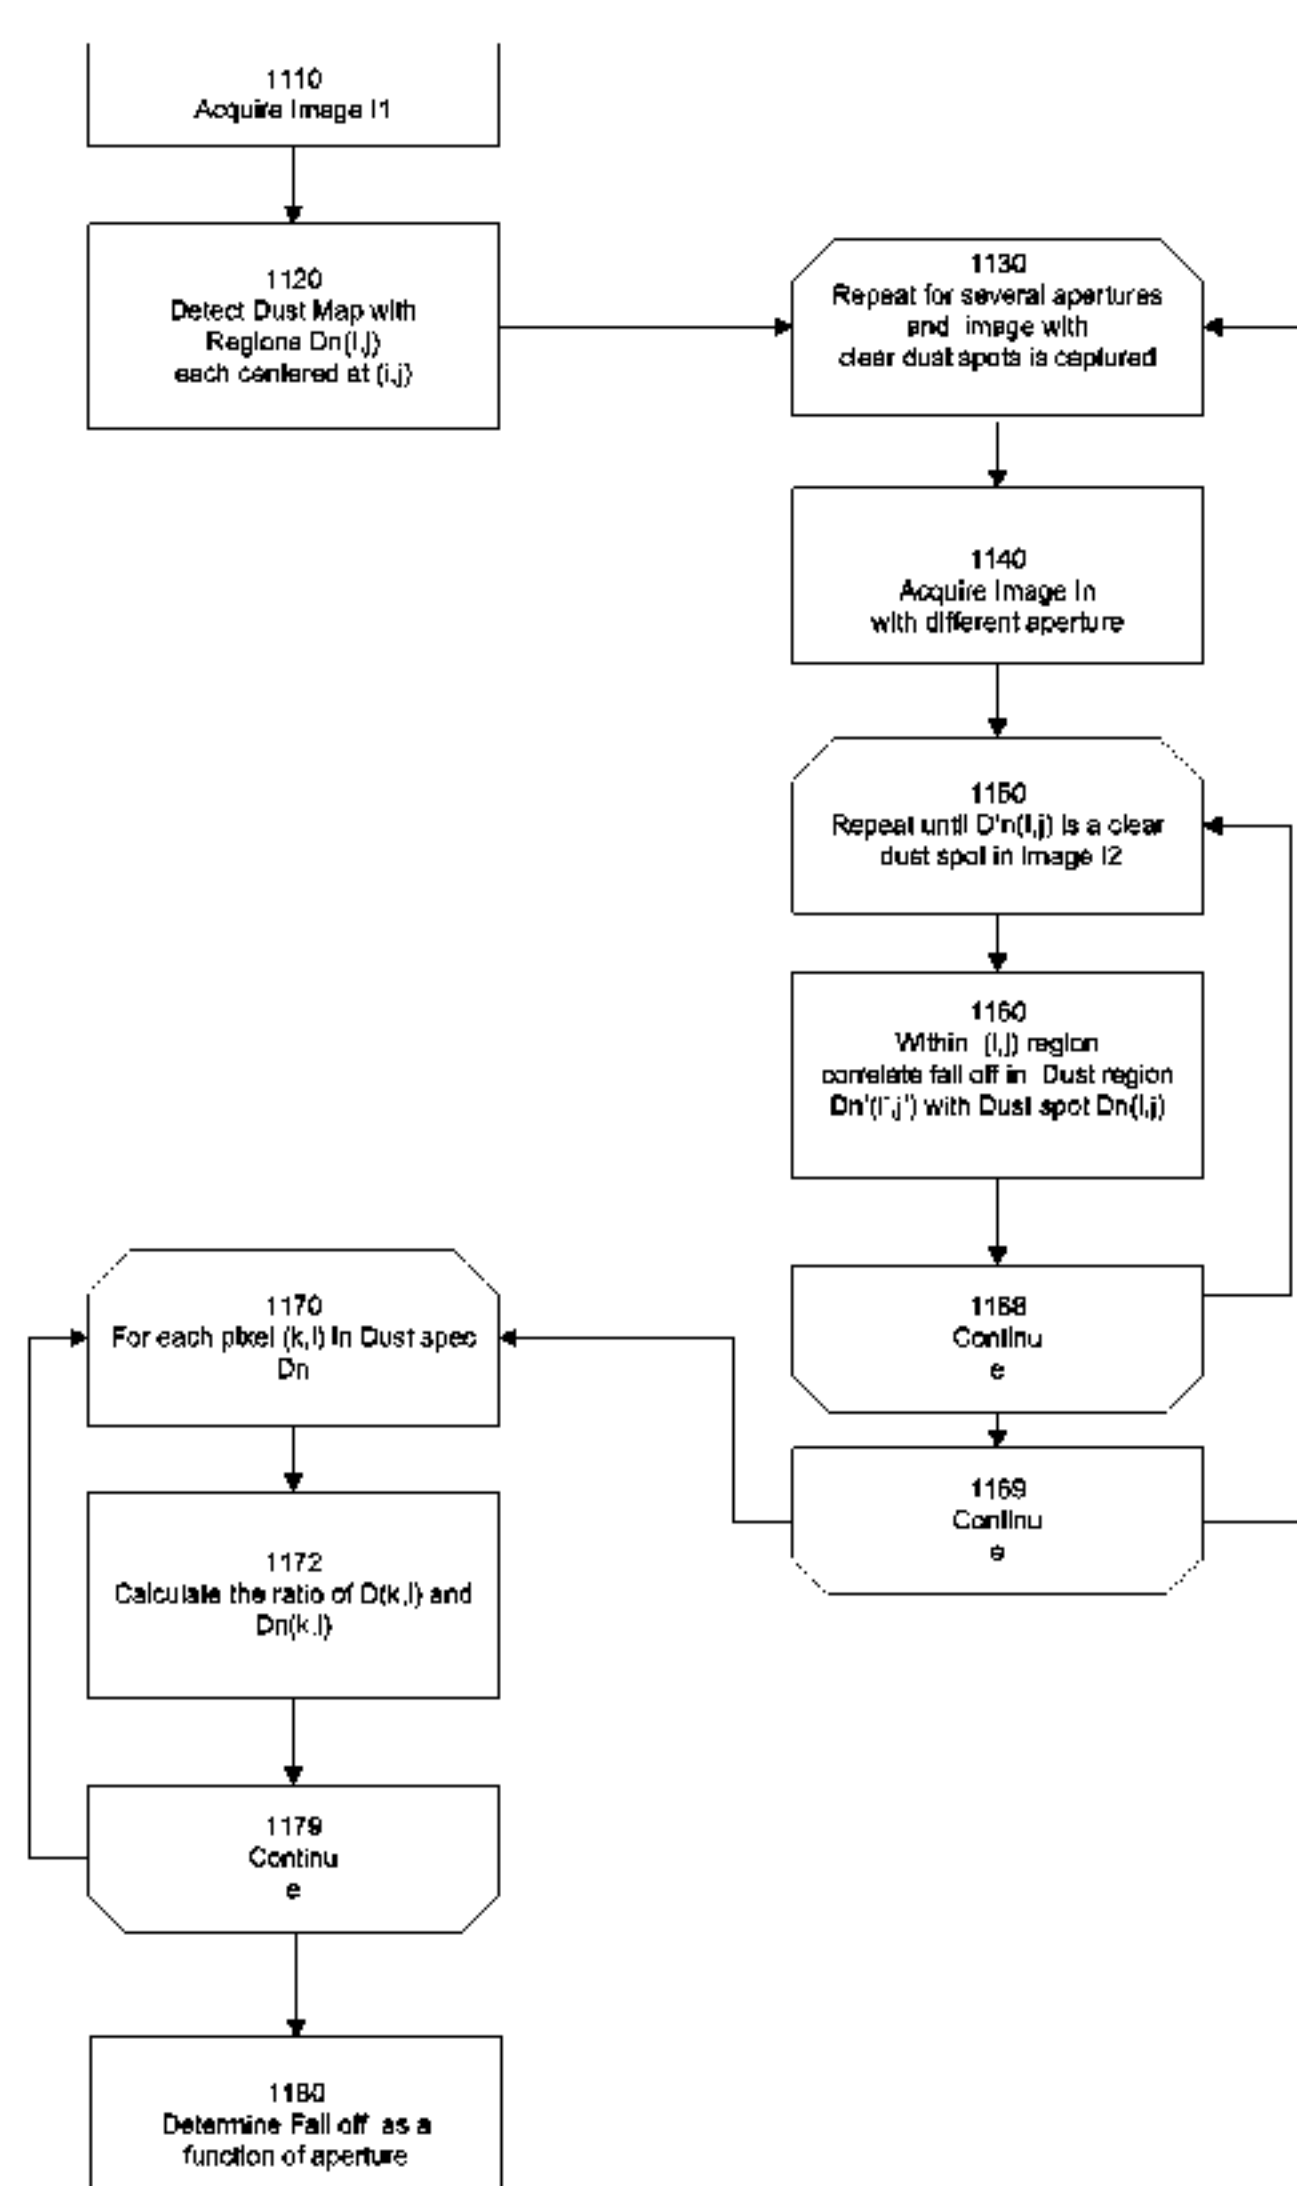 1110
Acquire Image I1
1120
Detect Dust Map with
Regions Dn(I,j)
each centered at (i,j)
1130
Repeat for several apertures
and image with
clear dust spots is captured
1140
Acquire Image In
with different aperture
1150
Repeat until D'n(I,j) is a clear
dust spot in Image I2
1160
Within (I,j) region
correlate fall off in Dust region
Dn'(I',j') with Dust spot Dn(I,j)
1168
Continu
e
1169
Continu
e
1170
For each pixel (k,l) in Dust spec
Dn
1172
Calculate the ratio of D(k,l) and
Dn(k,l)
1179
Continu
e
1180
Determine Fall off as a
function of aperture